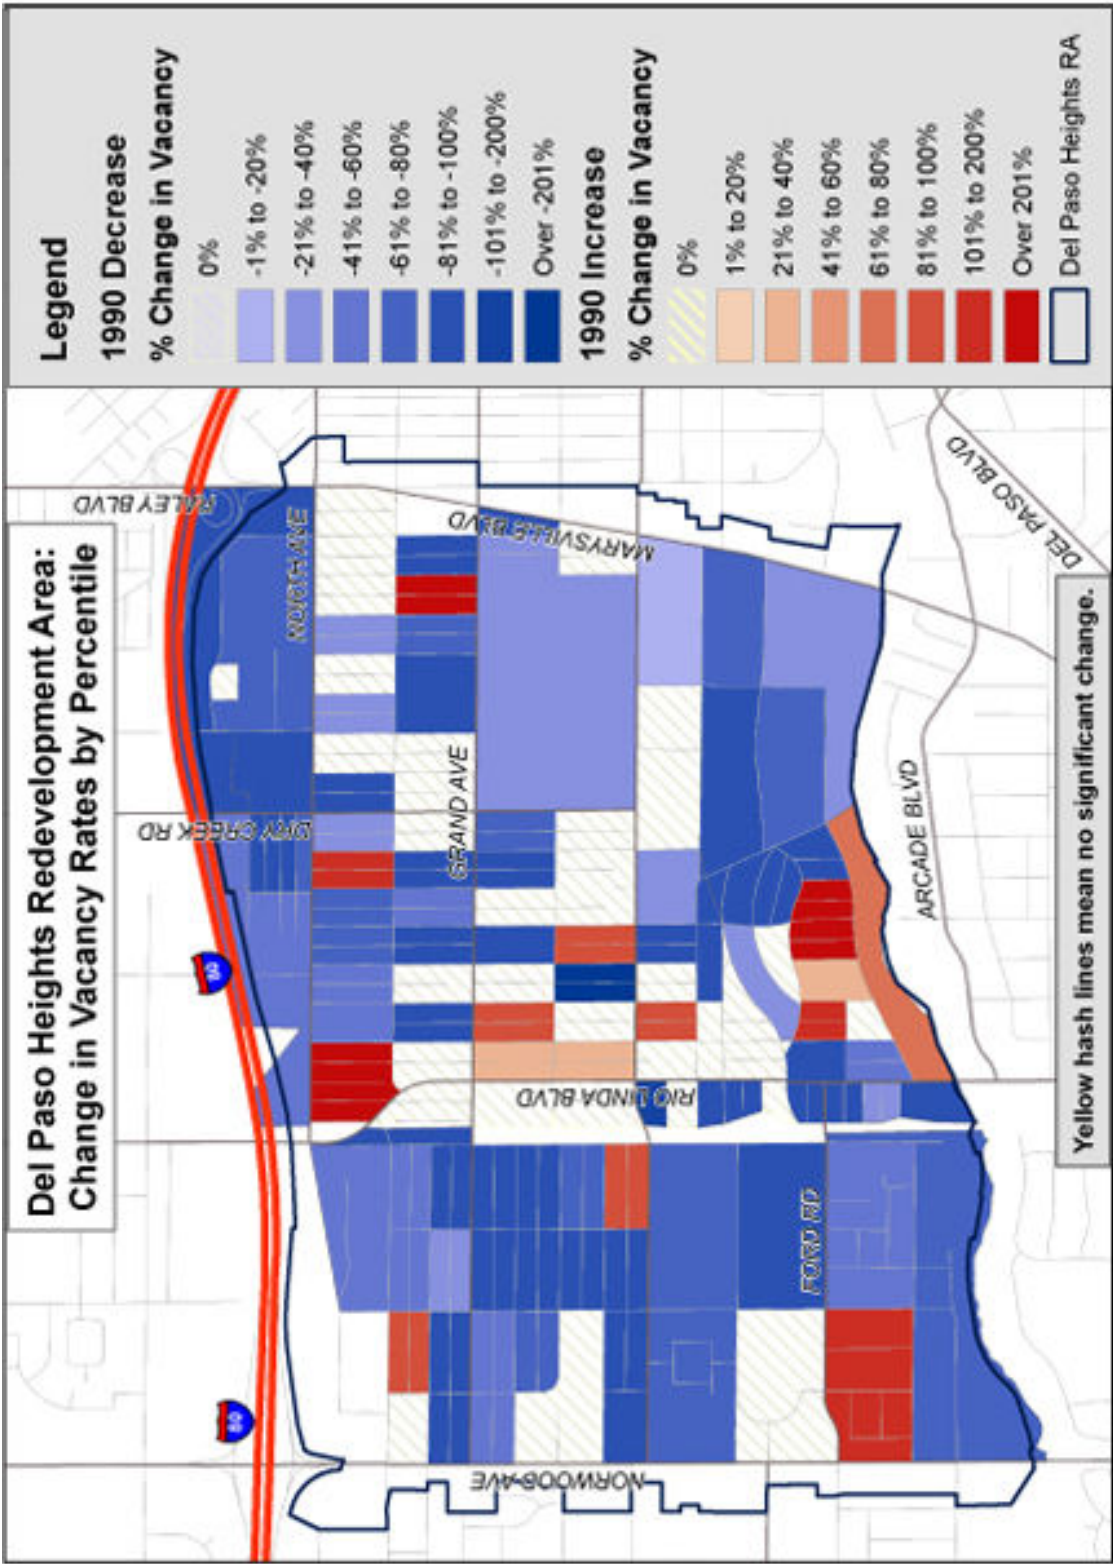 Del Paso Heights Redevelopment Area:
Change in Vacancy Rates by Percentile
Legend
1990 Decrease
% Change in Vacancy
0%
-1% to -20%
-21% to -40%
-41% to -60%
-61% to -80%
-81% to -100%
-101% to -200%
Over -201%
1990 Increase
% Change in Vacancy
0%
1% to 20%
21% to 40%
41% to 60%
61% to 80%
81% to 100%
101% to 200%
Over 201%
Del Paso Heights RA
80
80
RALEY BLVD
NORTH AVE
DRY CREEK RD
MARYSVILLE BLVD
GRAND AVE
RIO LINDA BLVD
NORWOOD AVE
FORD RD
ARCADE BLVD
DEL PASO BLVD
Yellow hash lines mean no significant change.